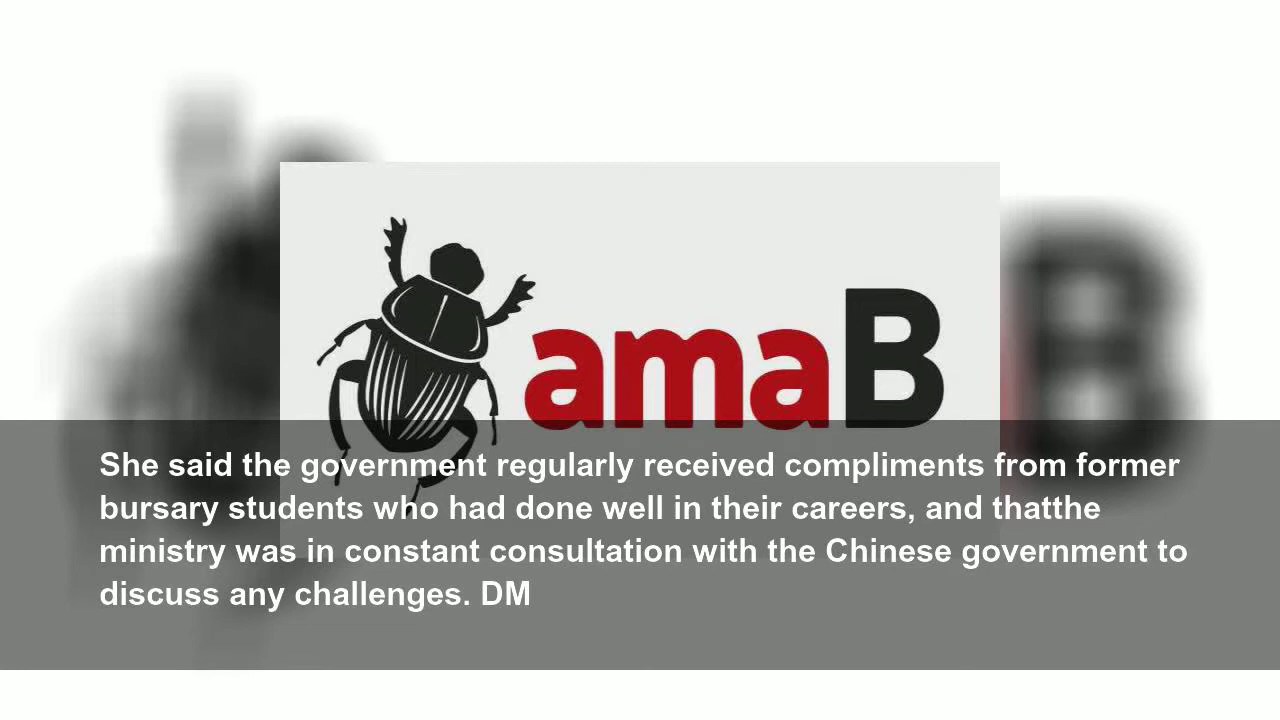 amaB
She said the government regularly received compliments from former
bursary students who had done well in their careers, and thatthe
ministry was in constant consultation with the Chinese government to
discuss any challenges. DM